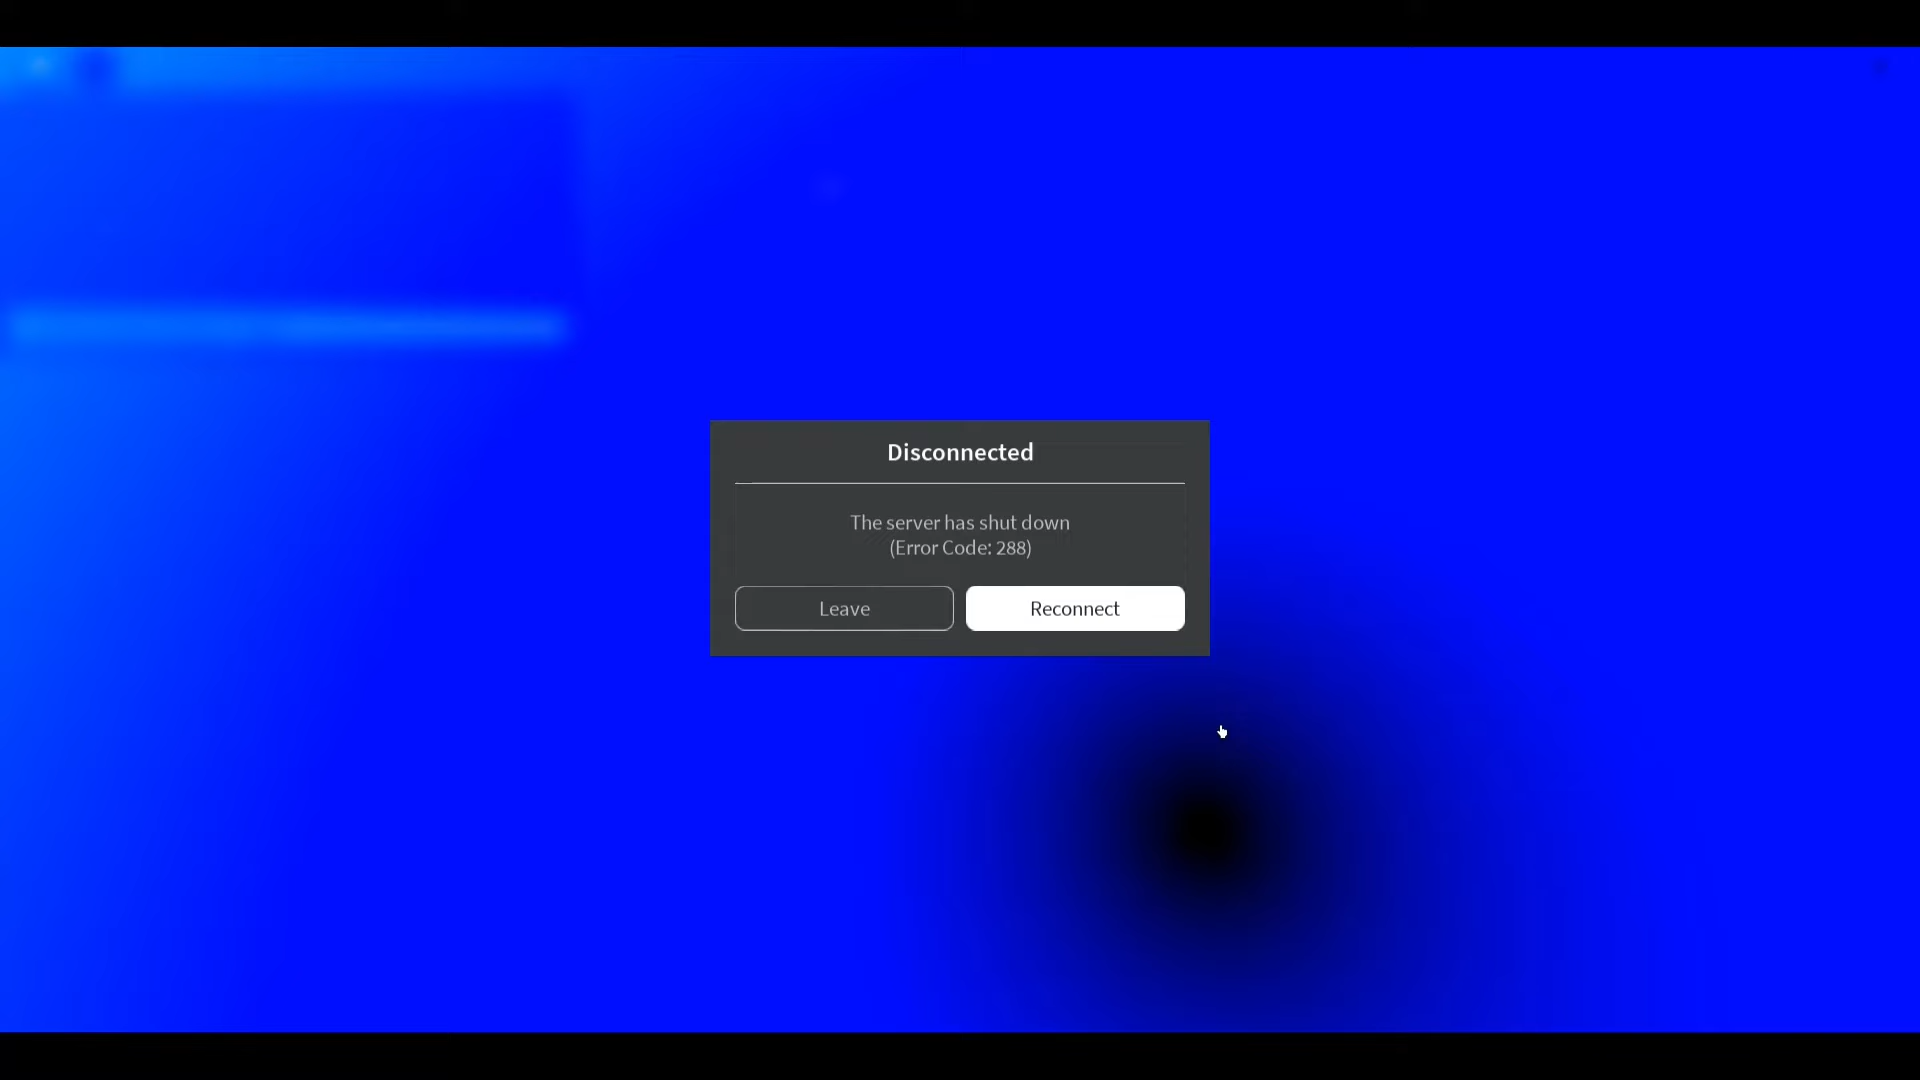 Disconnected
The server has shut down
(Error Code: 288)
Leave
Reconnect